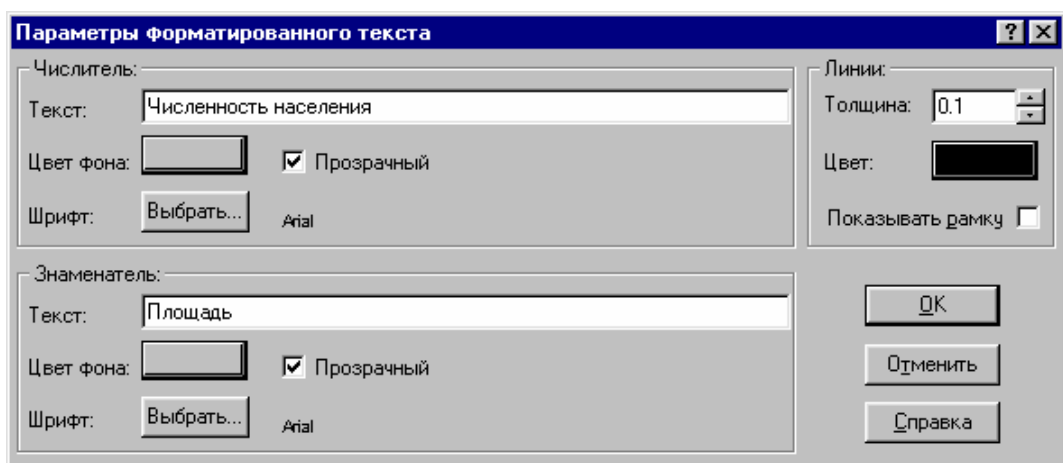 Параметры форматированного текста
Числитель:
Текст: Численность населения
Цвет фона: Прозрачный
Шрифт: Выбрать... Arial
Линии:
Толщина: 0.1
Цвет:
Показывать рамку
Знаменатель:
Текст: Площадь
Цвет фона: Прозрачный
Шрифт: Выбрать... Arial
OK
Отменить
Справка